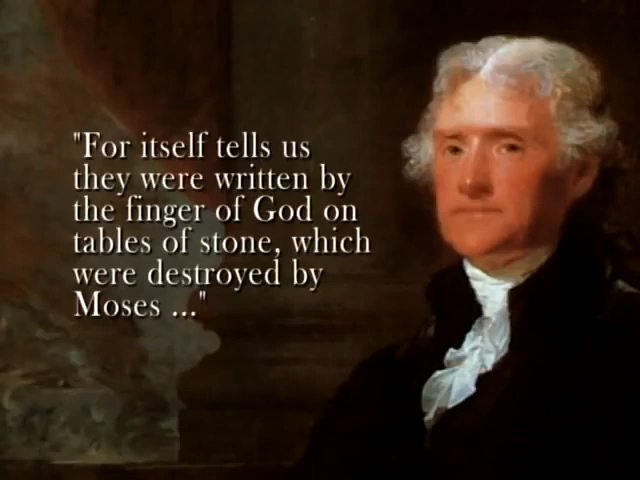 "For itself tells us
they were written by
the finger of God on
tables of stone, which
were destroyed by
Moses ..."